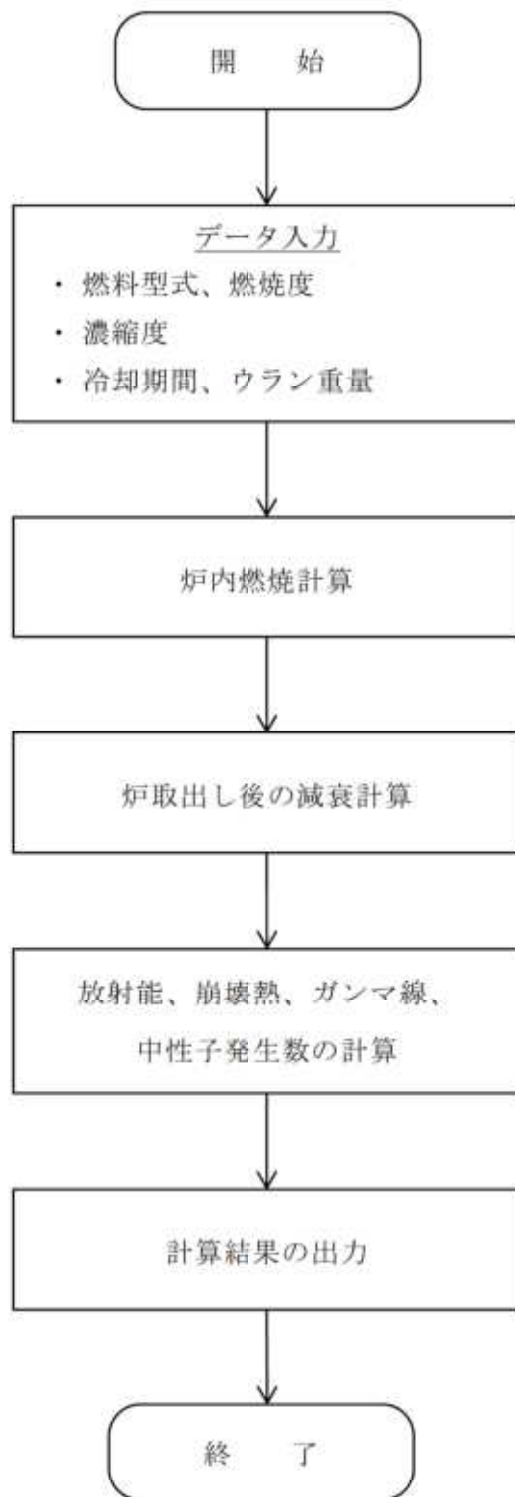 開　　始
データ入力
・ 燃料型式、燃焼度
・ 濃縮度
・ 冷却期間、ウラン重量
炉内燃焼計算
炉取出し後の減衰計算
放射能、崩壊熱、ガンマ線、
中性子発生数の計算
計算結果の出力
終　　了